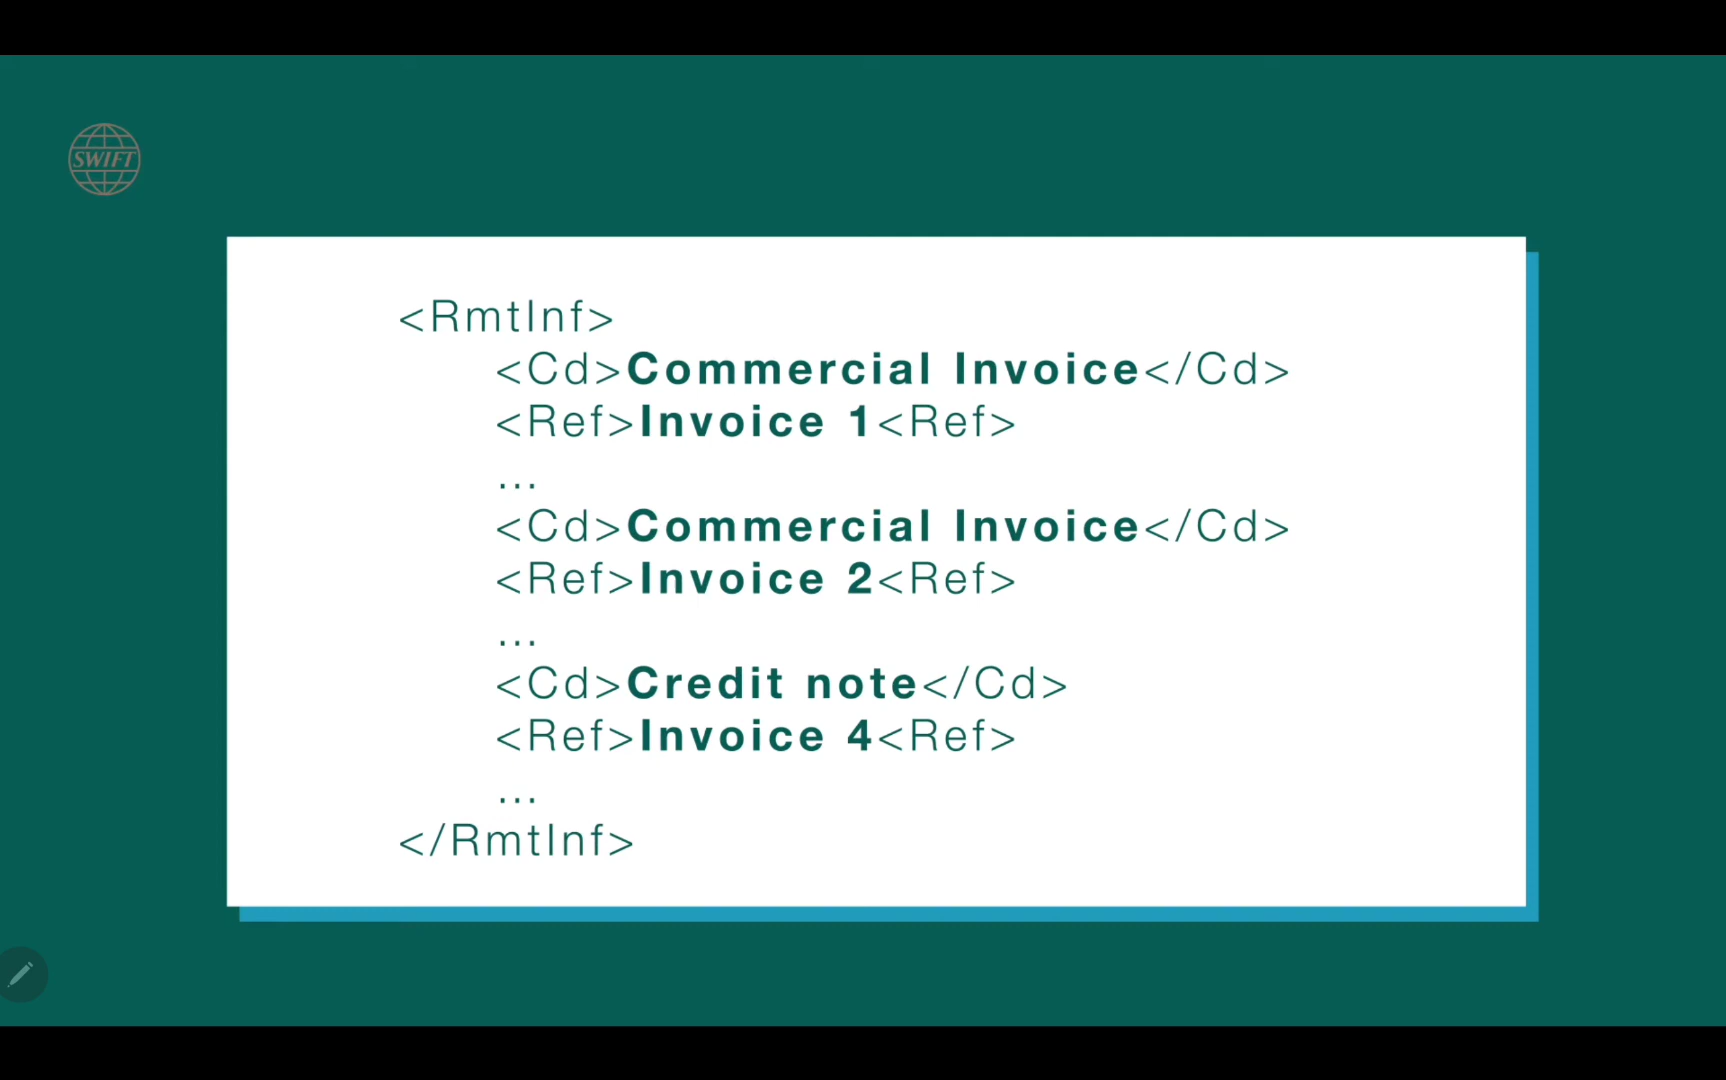 SWIFT
<RmtInf>
<Cd>Commercial Invoice</Cd>
<Ref>Invoice 1<Ref>
...
<Cd>Commercial Invoice</Cd>
<Ref>Invoice 2<Ref>
...
<Cd>Credit note</Cd>
<Ref>Invoice 4<Ref>
...
</RmtInf>